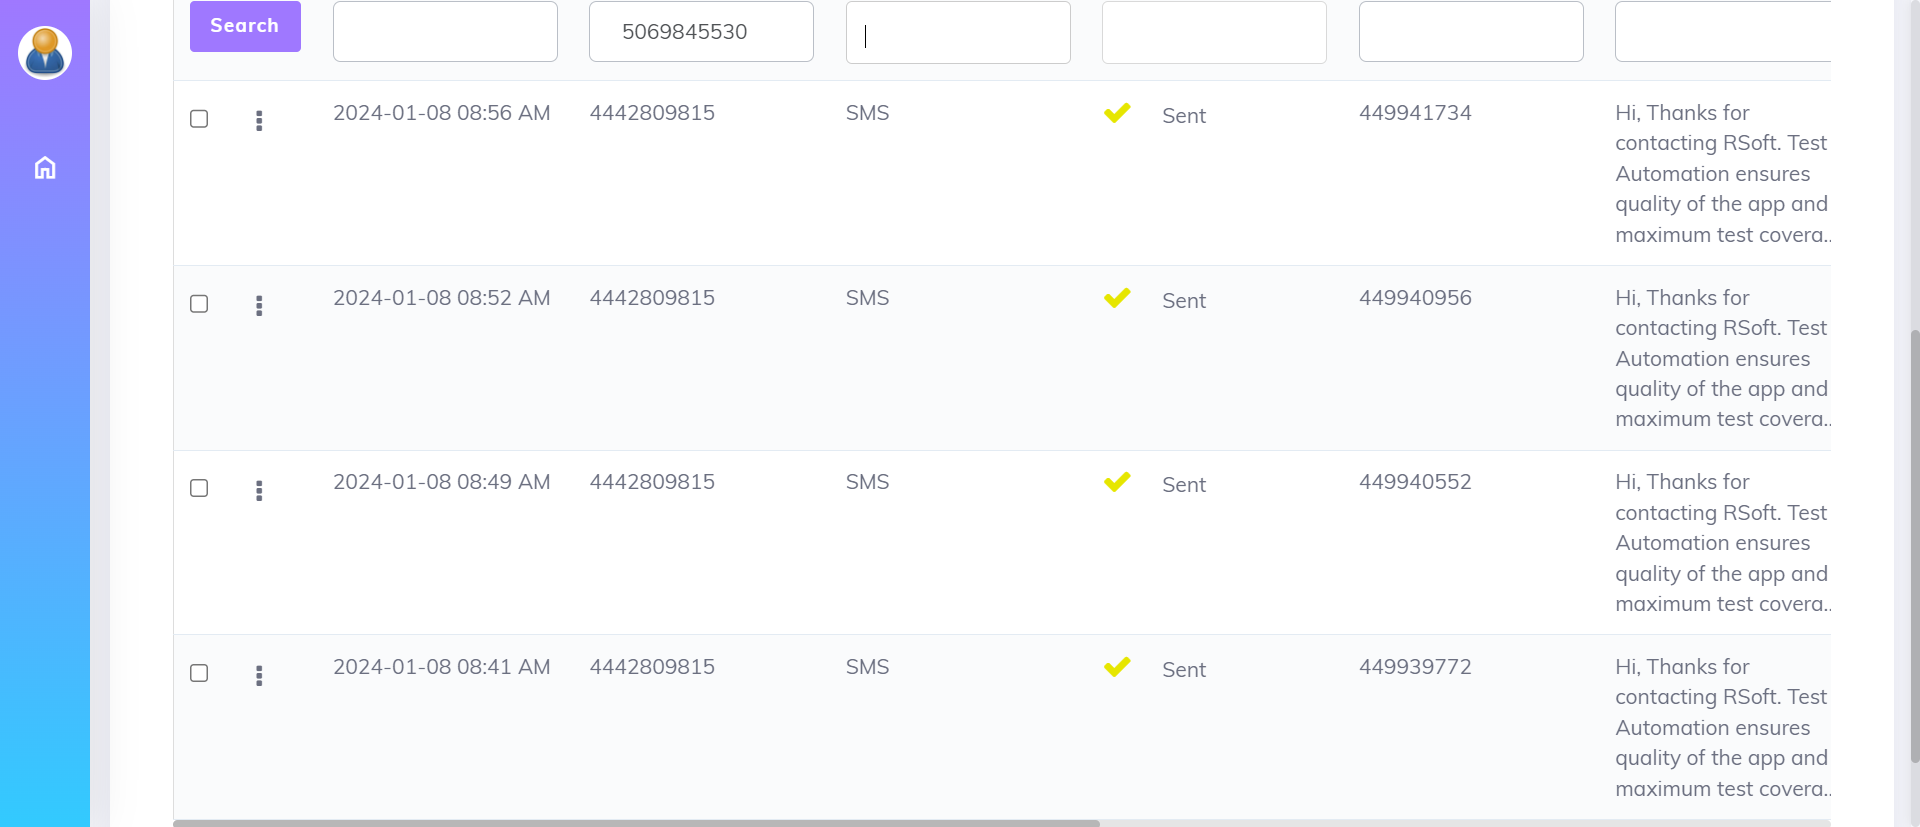 Search
5069845530
2024-01-08 08:56 AM 4442809815 SMS Sent 449941734 Hi, Thanks for
contacting RSoft. Test
Automation ensures
quality of the app and
maximum test covera..
2024-01-08 08:52 AM 4442809815 SMS Sent 449940956 Hi, Thanks for
contacting RSoft. Test
Automation ensures
quality of the app and
maximum test covera..
2024-01-08 08:49 AM 4442809815 SMS Sent 449940552 Hi, Thanks for
contacting RSoft. Test
Automation ensures
quality of the app and
maximum test covera..
2024-01-08 08:41 AM 4442809815 SMS Sent 449939772 Hi, Thanks for
contacting RSoft. Test
Automation ensures
quality of the app and
maximum test covera..